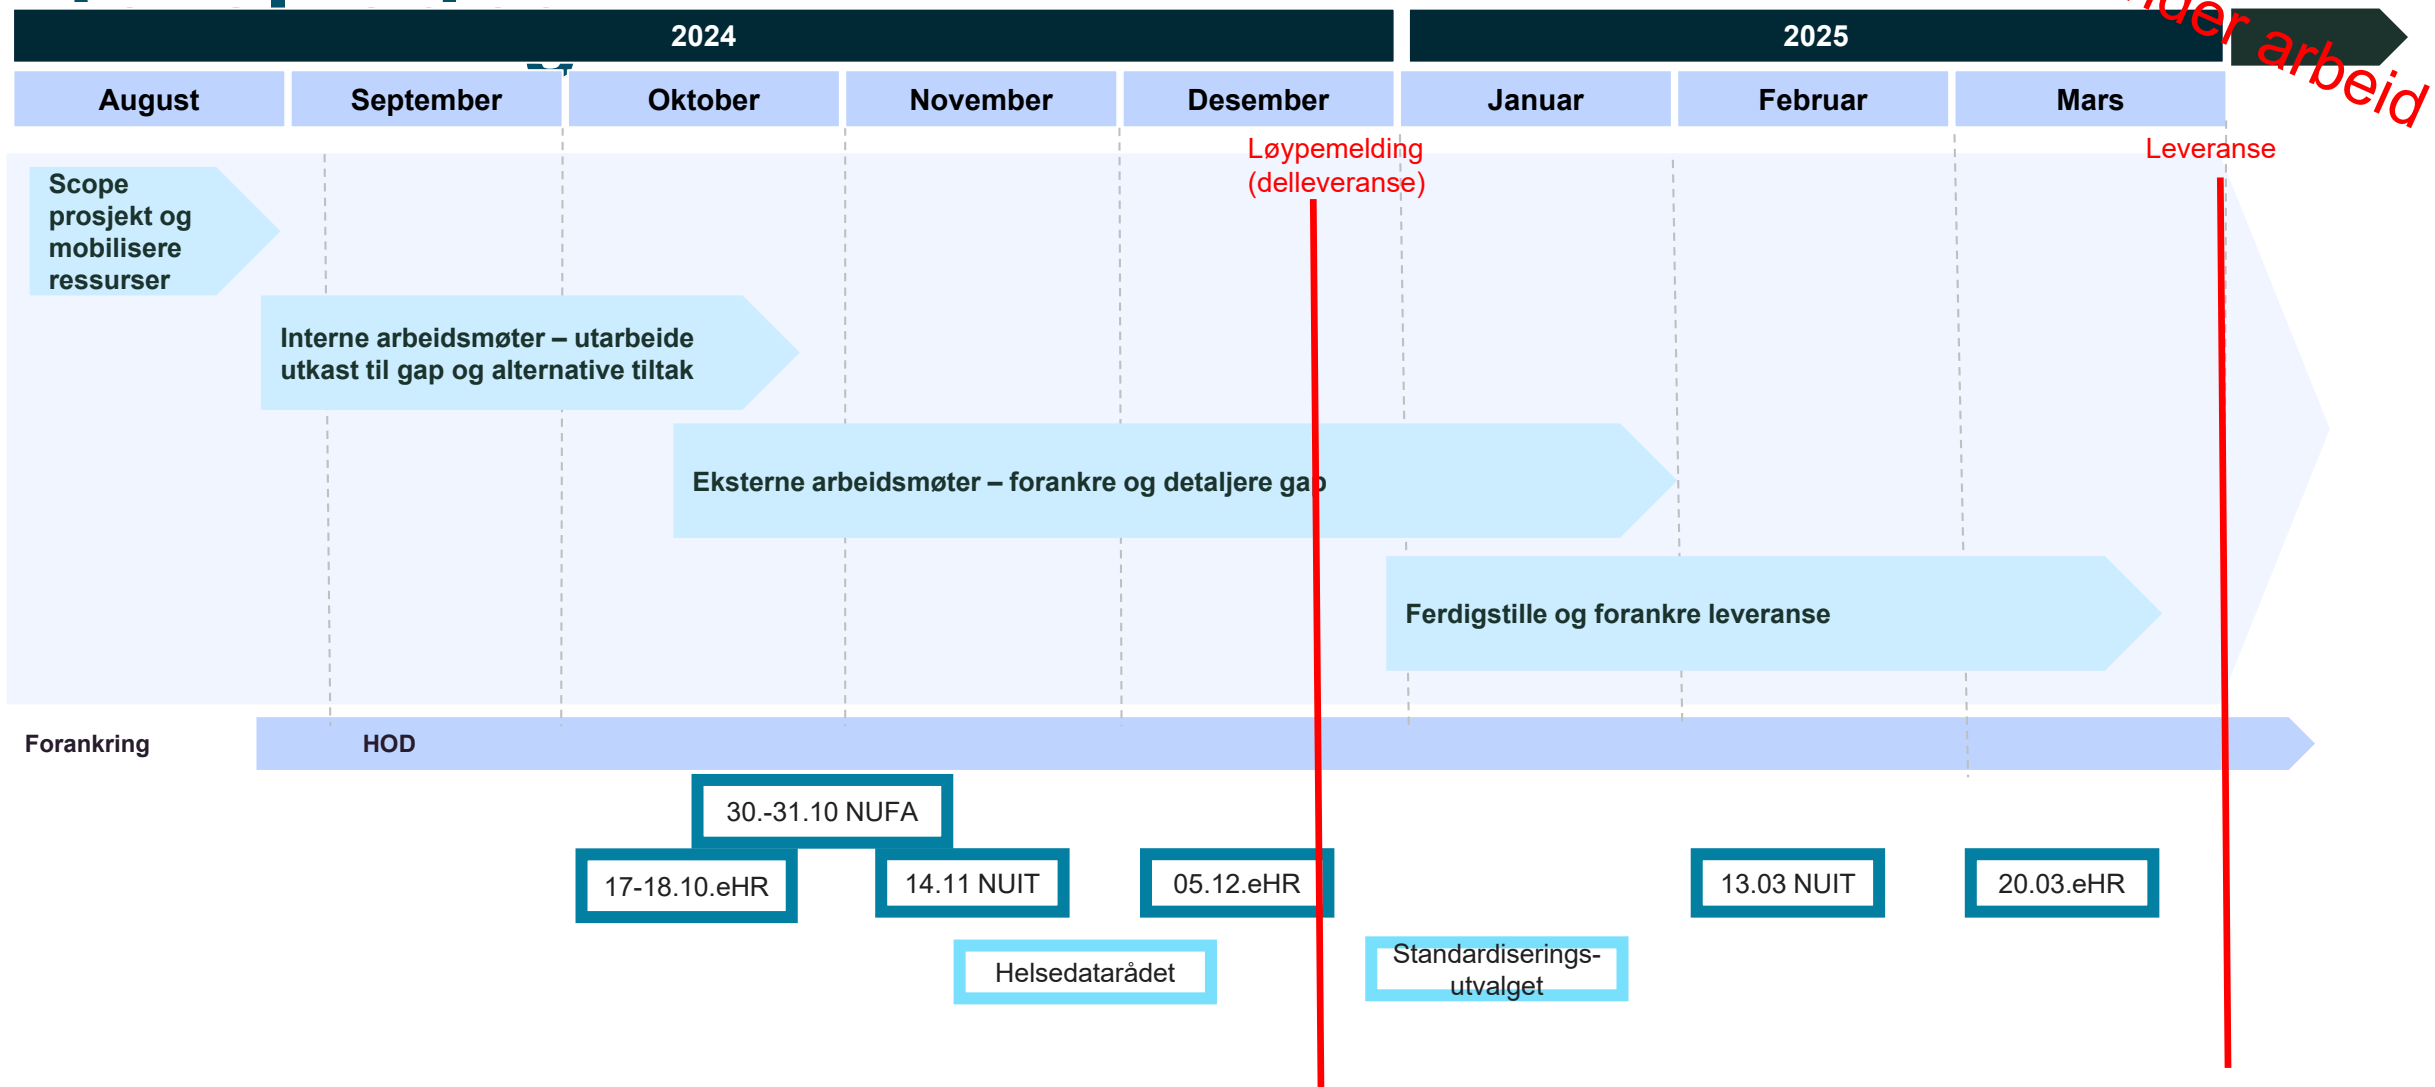 2024
2025
arbeid
August
September
Oktober
November
Desember
Januar
Februar
Mars
Løypemelding
(delleveranse)
Leveranse
Scope
prosjekt og
mobilisere
ressurser
Interne arbeidsmøter – utarbeide
utkast til gap og alternative tiltak
Eksterne arbeidsmøter – forankre og detaljere gap
Ferdigstille og forankre leveranse
Forankring
HOD
30.-31.10 NUFA
17-18.10.eHR
14.11 NUIT
05.12.eHR
13.03 NUIT
20.03.eHR
Helsedatarådet
Standardiserings-
utvalget